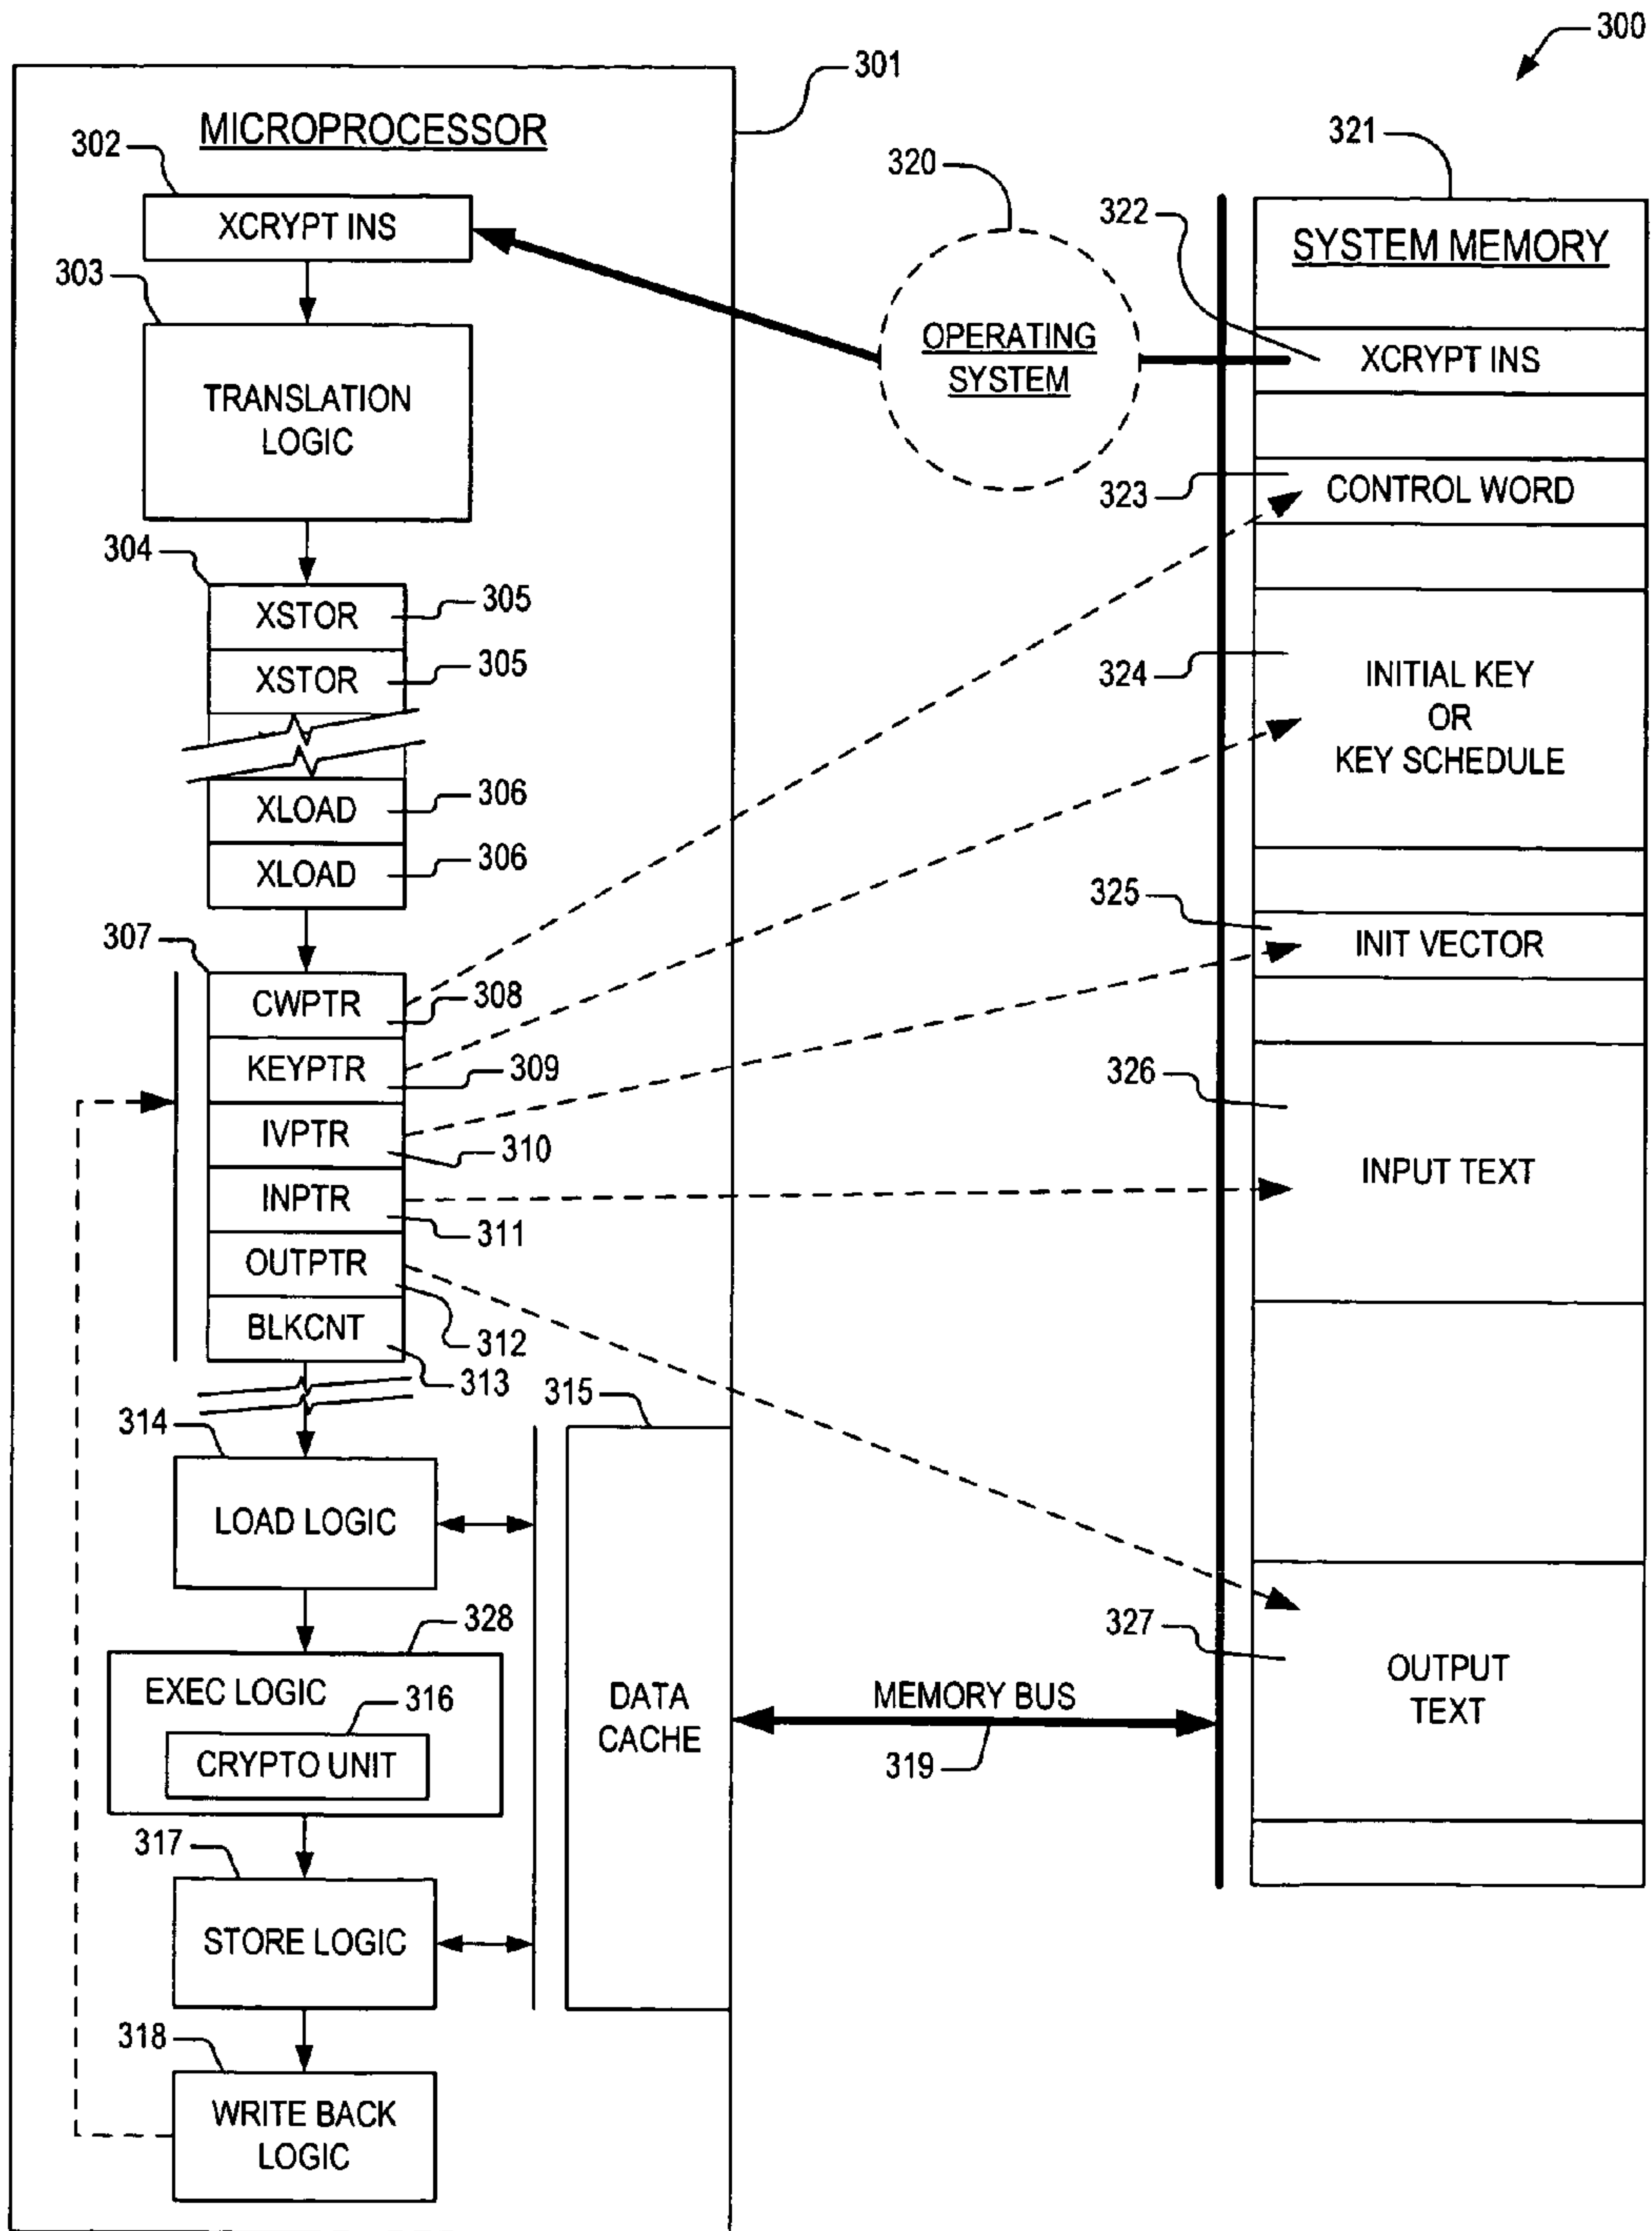 300
301
MICROPROCESSOR
302
XCRYPT INS
303
TRANSLATION
LOGIC
304
XSTOR
305
XSTOR
305
XLOAD
306
XLOAD
306
307
CWPTR
308
KEYPTR
309
IVPTR
310
INPTR
311
OUTPTR
312
BLKCNT
313
314
LOAD LOGIC
315
DATA
CACHE
328
EXEC LOGIC
316
CRYPTO UNIT
317
STORE LOGIC
318
WRITE BACK
LOGIC
MEMORY BUS
319
320
OPERATING
SYSTEM
321
SYSTEM MEMORY
322
XCRYPT INS
323
CONTROL WORD
324
INITIAL KEY
OR
KEY SCHEDULE
325
INIT VECTOR
326
INPUT TEXT
327
OUTPUT
TEXT